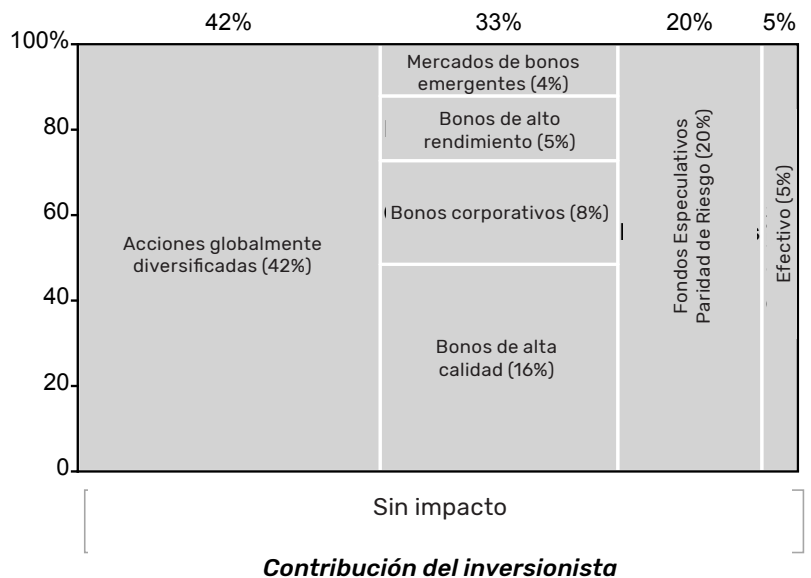 42% 33% 20% 5%
100%
80
60
40
20
0
Acciones globalmente
diversificadas (42%)
Mercados de bonos
emergentes (4%)
Bonos de alto
rendimiento (5%)
Bonos corporativos (8%)
Bonos de alta
calidad (16%)
Fondos Especulativos
Paridad de Riesgo (20%)
Efectivo (5%)
Sin impacto
Contribución del inversionista